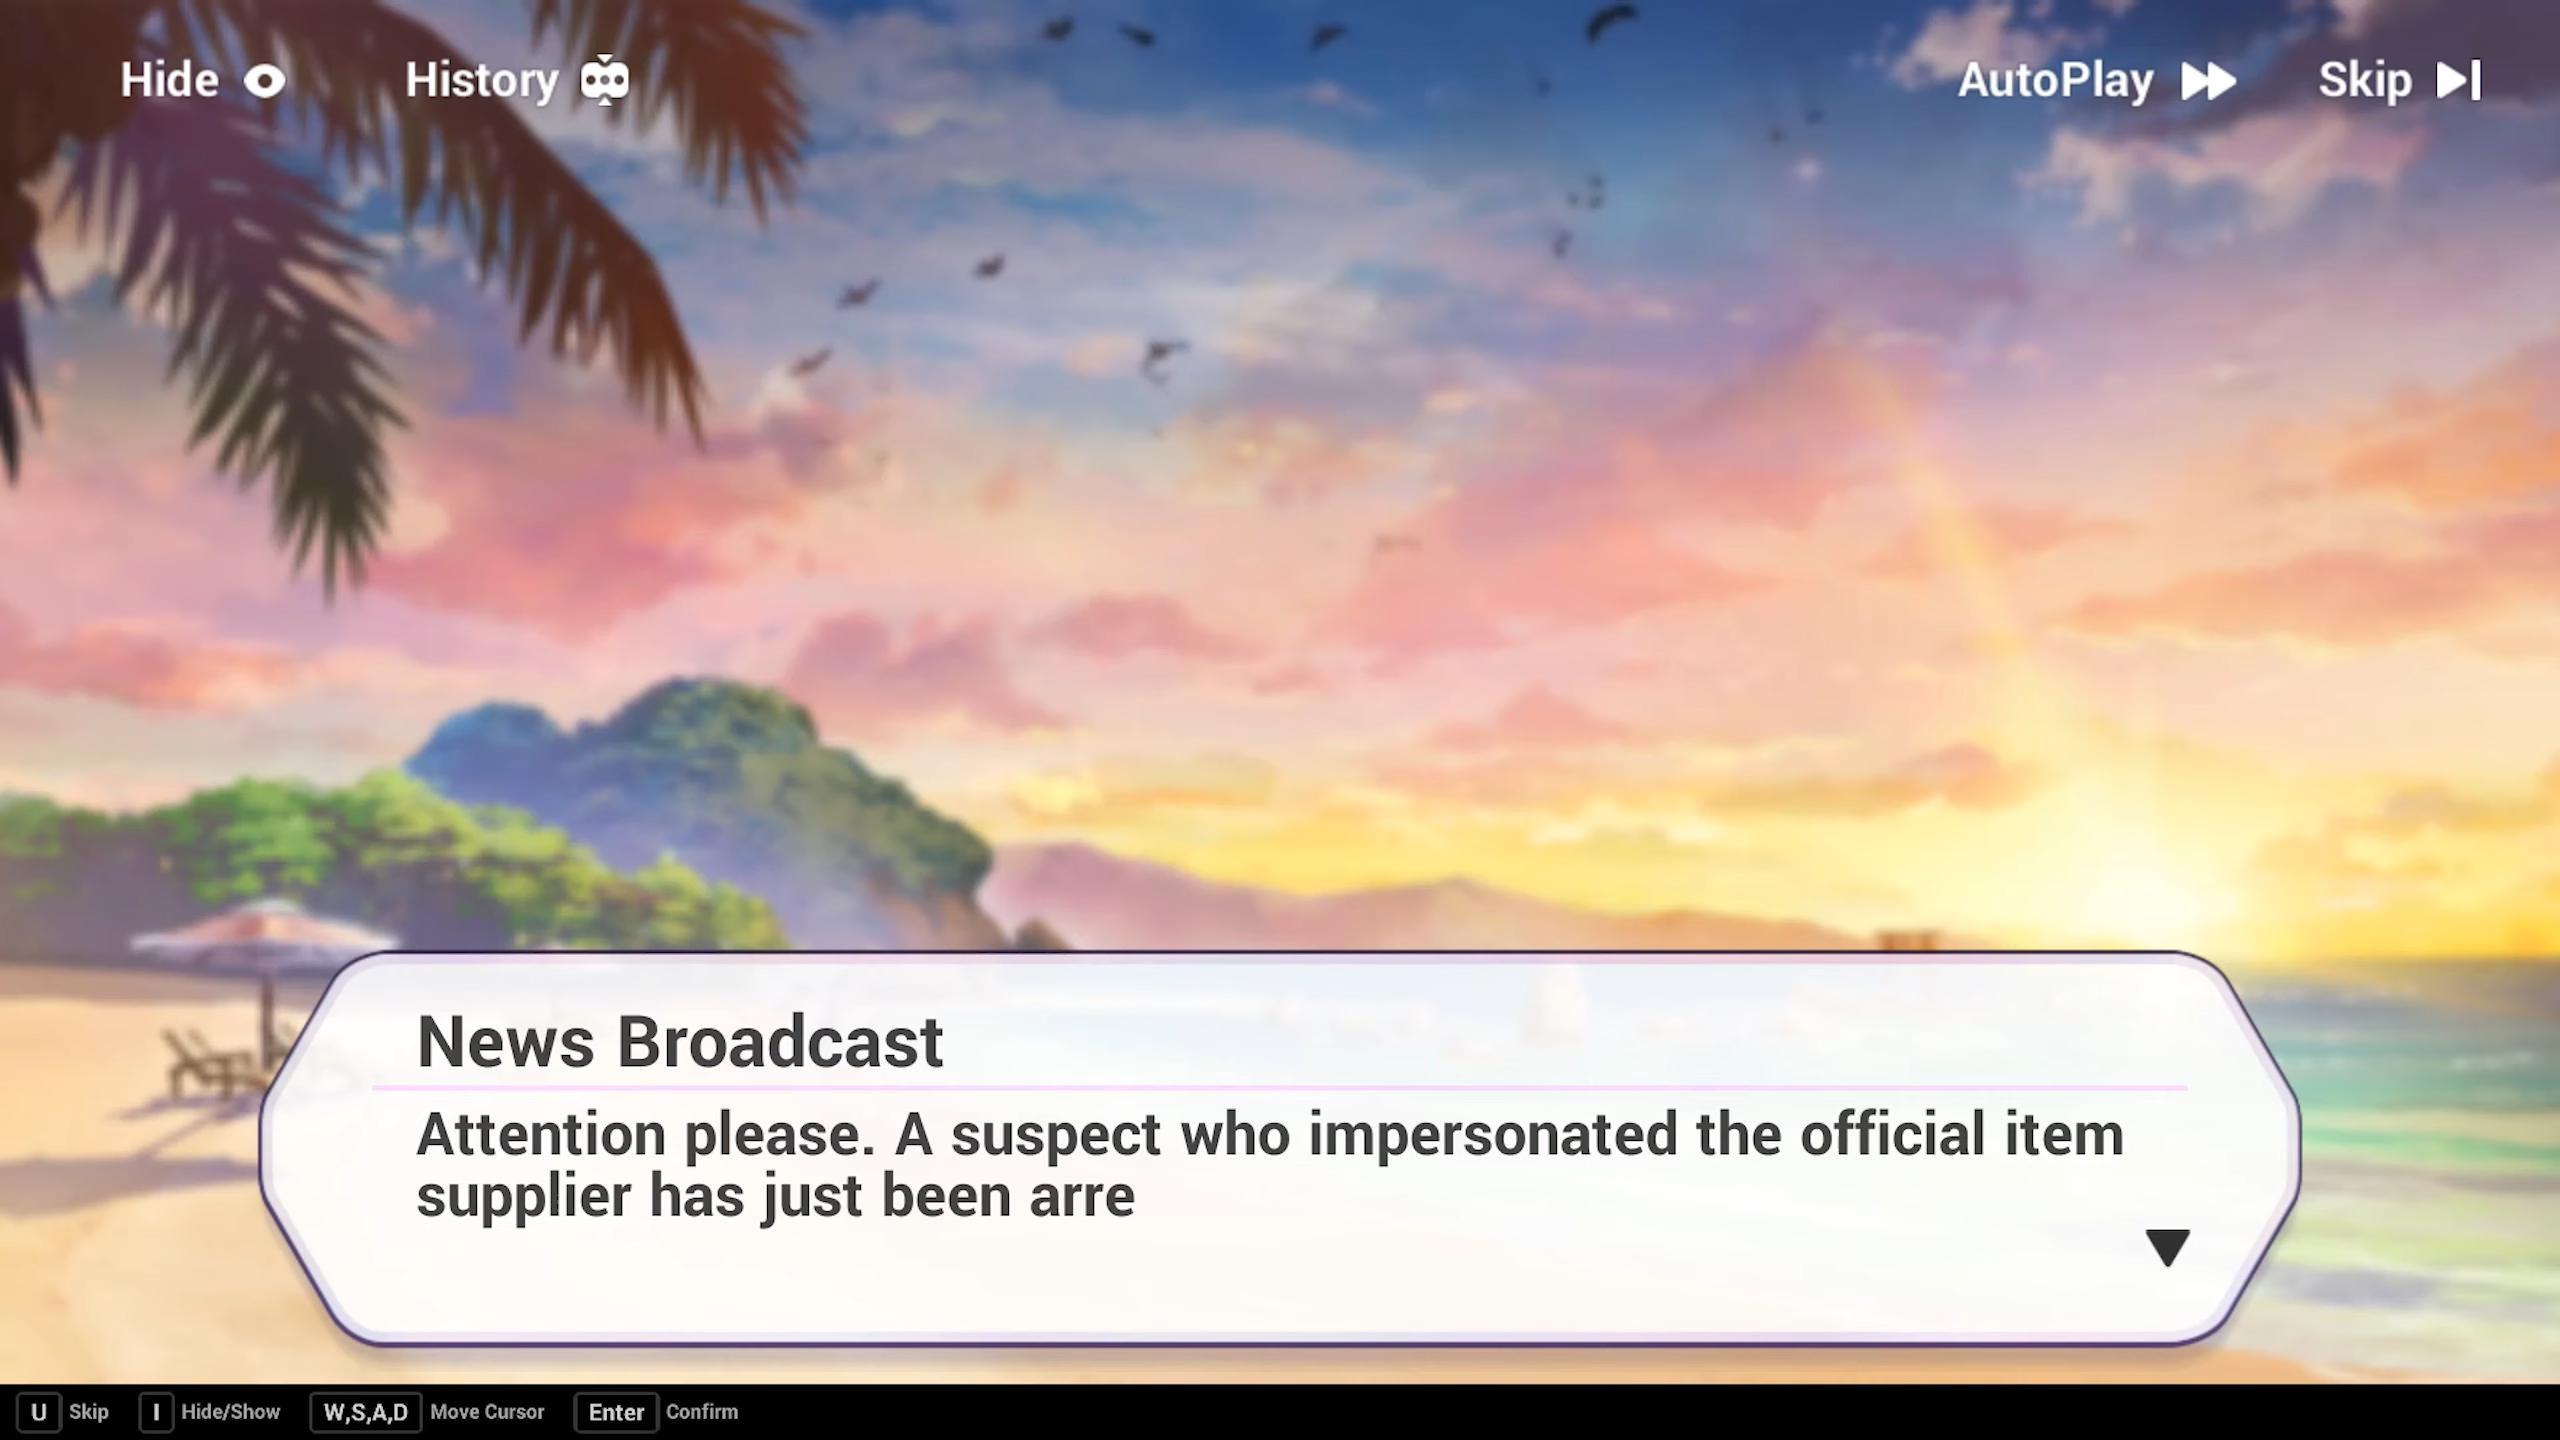 Hide
History
AutoPlay
Skip
News Broadcast
Attention please. A suspect who impersonated the official item
supplier has just been arre
U Skip I Hide/Show W,S,A,D Move Cursor Enter Confirm